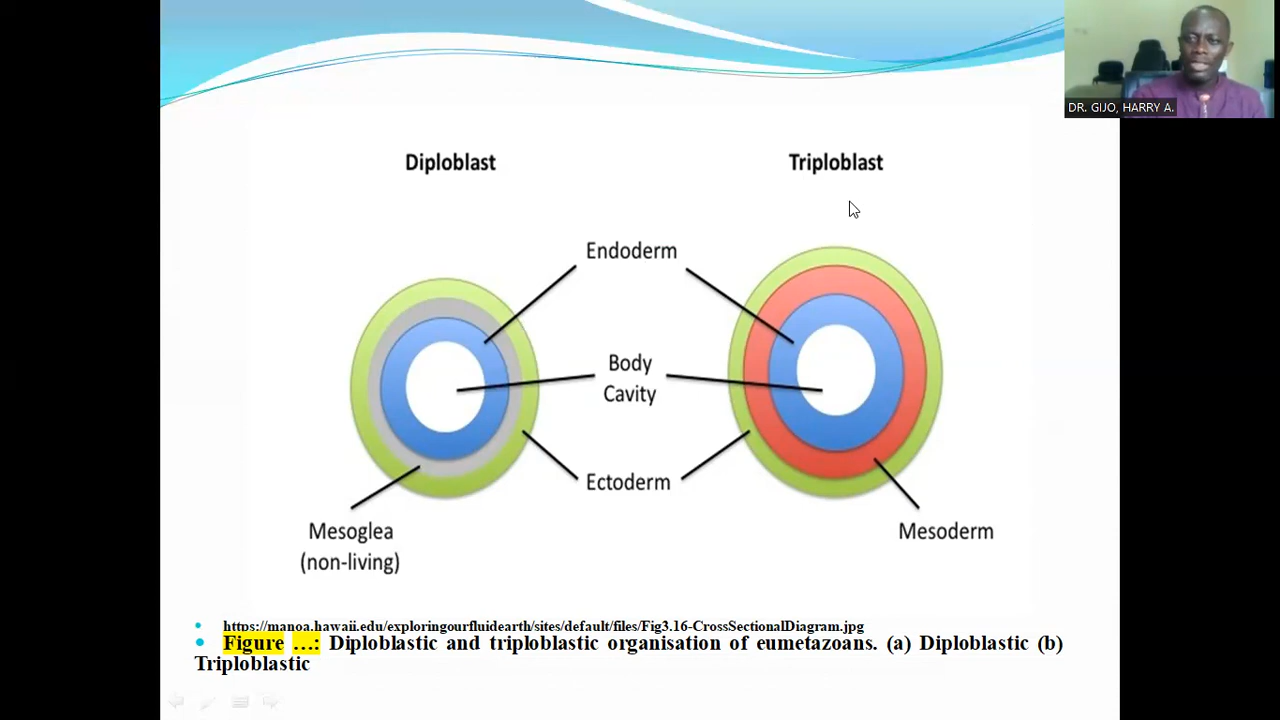 DR. GIJO, HARRY A.
Diploblast
Triploblast
Endoderm
Body
Cavity
Ectoderm
Mesoglea
(non-living)
Mesoderm
https://manoa.hawaii.edu/exploringourfluidearth/sites/default/files/Fig3.16-CrossSectionalDiagram.jpg
Figure …: Diploblastic and triploblastic organisation of eumetazoans. (a) Diploblastic (b)
Triploblastic